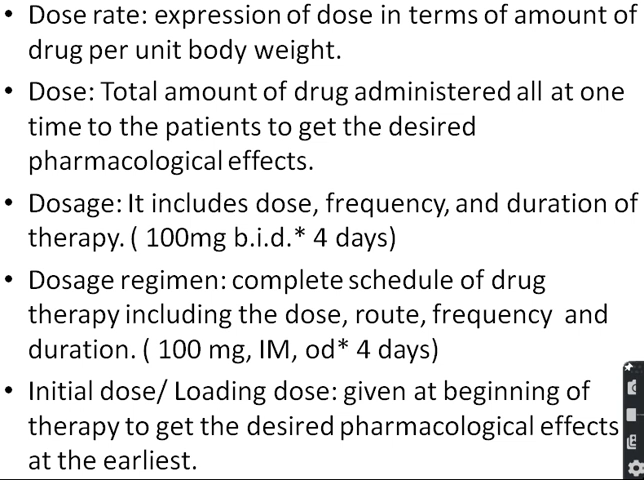 • Dose rate: expression of dose in terms of amount of
drug per unit body weight.
• Dose: Total amount of drug administered all at one
time to the patients to get the desired
pharmacological effects.
• Dosage: It includes dose, frequency, and duration of
therapy. ( 100mg b.i.d.* 4 days)
• Dosage regimen: complete schedule of drug
therapy including the dose, route, frequency and
duration. ( 100 mg, IM, od* 4 days)
• Initial dose/ Loading dose: given at beginning of
therapy to get the desired pharmacological effects
at the earliest.